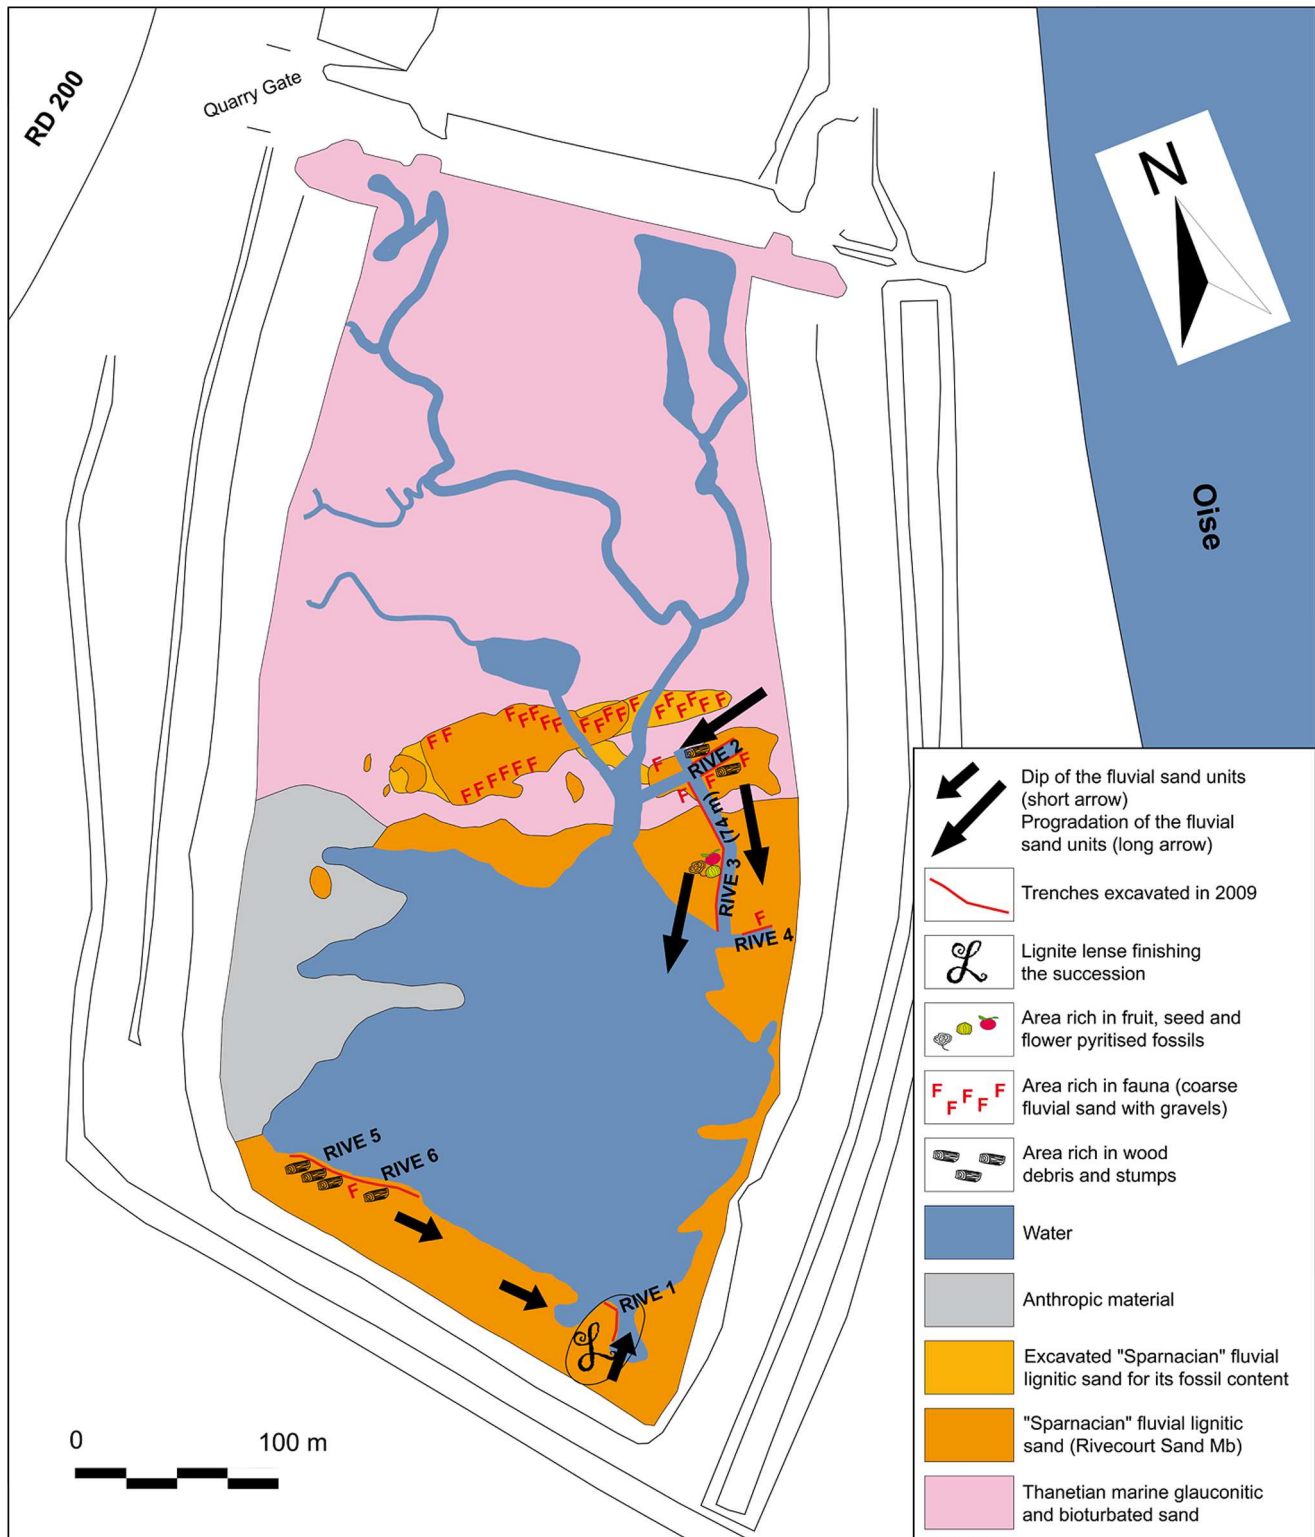 RD 200
Quarry Gate
N
Oise
F F F F F F F F F F F F F F F F F
F F
F F F F F F
RIVE 2
F
F
F
F
RIVE 3 (74 m)
F
RIVE 4
RIVE 5
RIVE 6
F
RIVE 1
L
0 100 m
Dip of the fluvial sand units
(short arrow)
Progradation of the fluvial
sand units (long arrow)
Trenches excavated in 2009
L
Lignite lense finishing
the succession
Area rich in fruit, seed and
flower pyritised fossils
F F F F F
Area rich in fauna (coarse
fluvial sand with gravels)
Area rich in wood
debris and stumps
Water
Anthropic material
Excavated "Sparnacian" fluvial
lignitic sand for its fossil content
"Sparnacian" fluvial lignitic
sand (Rivecourt Sand Mb)
Thanetian marine glauconitic
and bioturbated sand